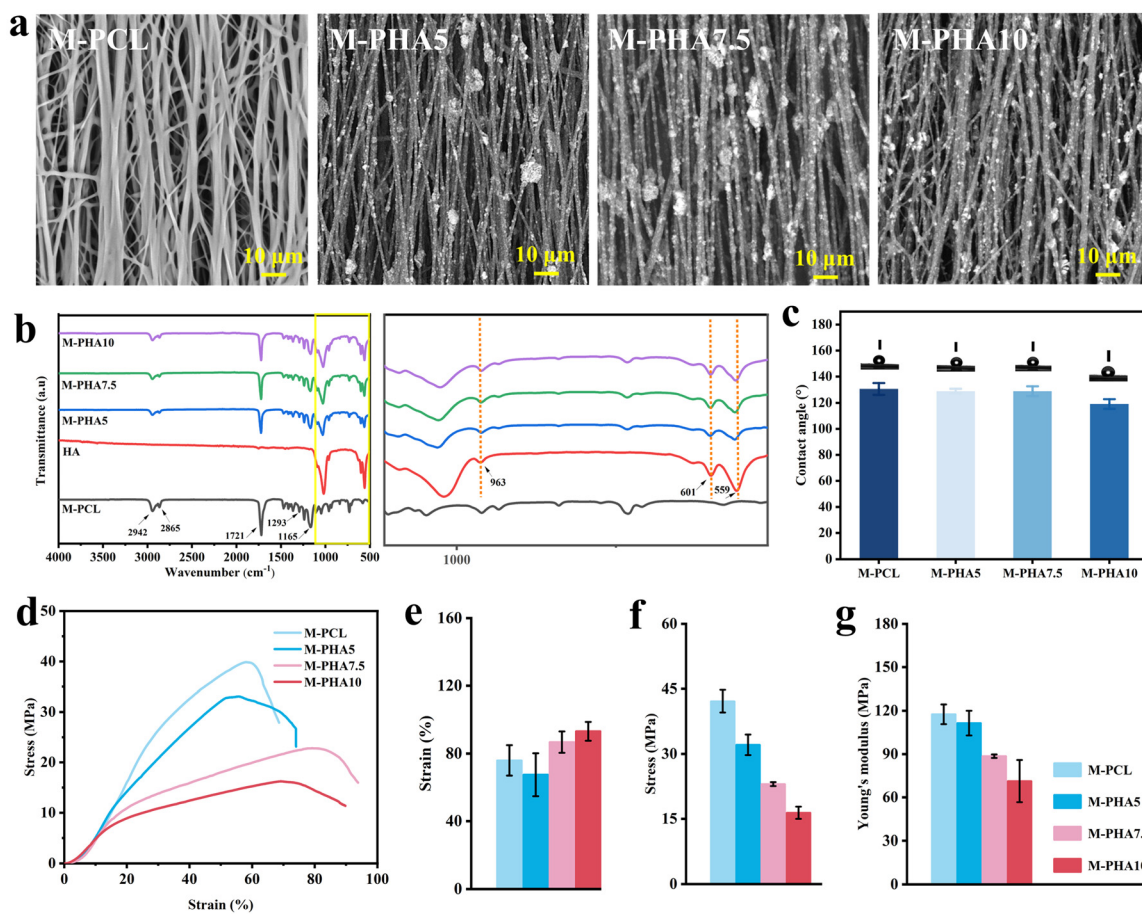 a
M-PCL
M-PHA5
M-PHA7.5
M-PHA10
10 μm
10 μm
10 μm
10 μm
b
Transmittance (a.u)
M-PHA10
M-PHA7.5
M-PHA5
HA
M-PCL
2942
2865
1721
1293
1165
4000 3500 3000 2500 2000 1500 1000 500
Wavenumber (cm⁻¹)
963
601
559
1000
c
Contact angle (°)
180
160
140
120
100
80
60
40
20
0
M-PCL M-PHA5 M-PHA7.5 M-PHA10
d
Stress (MPa)
50
40
30
20
10
0
M-PCL
M-PHA5
M-PHA7.5
M-PHA10
0 20 40 60 80 100
Strain (%)
e
Strain (%)
160
120
80
40
0
f
Stress (MPa)
60
45
30
15
0
g
Young's modulus (MPa)
180
150
120
90
60
30
0
M-PCL
M-PHA5
M-PHA7.
M-PHA10